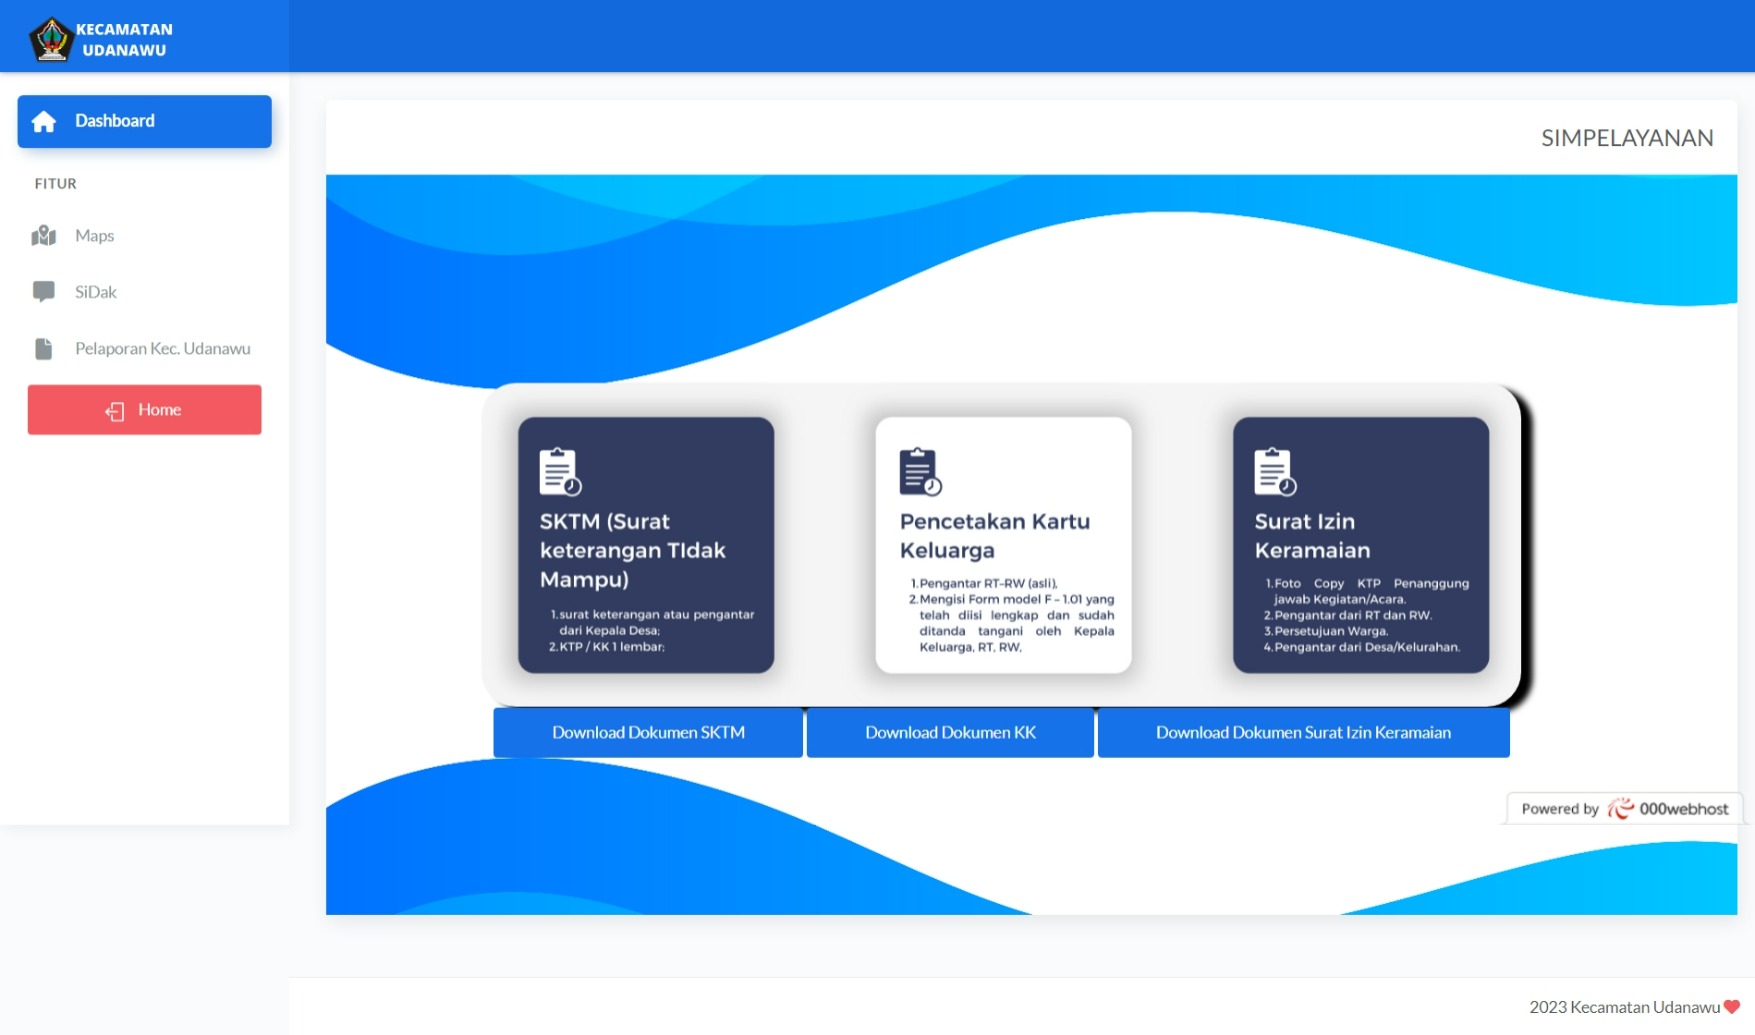 KECAMATAN
UDANAWU
Dashboard
FITUR
Maps
SiDak
Pelaporan Kec. Udanawu
Home
SIMPELAYANAN
SKTM (Surat
keterangan TIdak
Mampu)
1.surat keterangan atau pengantar
dari Kepala Desa;
2.KTP / KK 1 lembar;
Pencetakan Kartu
Keluarga
1.Pengantar RT-RW (asli),
2.Mengisi Form model F – 1.01 yang
telah diisi lengkap dan sudah
ditanda tangani oleh Kepala
Keluarga, RT, RW,
Surat Izin
Keramaian
1.Foto Copy KTP Penanggung
jawab Kegiatan/Acara.
2.Pengantar dari RT dan RW.
3.Persetujuan Warga.
4.Pengantar dari Desa/Kelurahan.
Download Dokumen SKTM
Download Dokumen KK
Download Dokumen Surat Izin Keramaian
Powered by 000webhost
2023 Kecamatan Udanawu